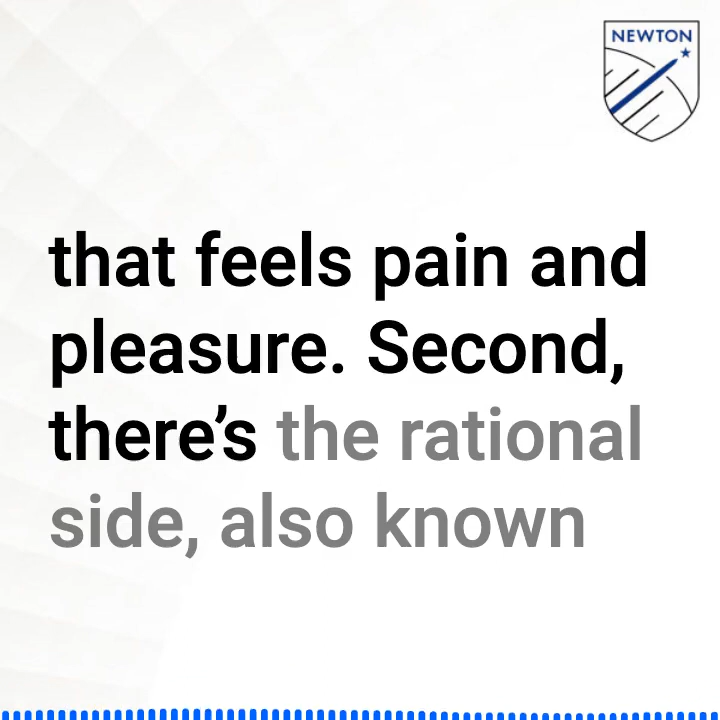 NEWTON
that feels pain and
pleasure. Second,
there’s the rational
side, also known